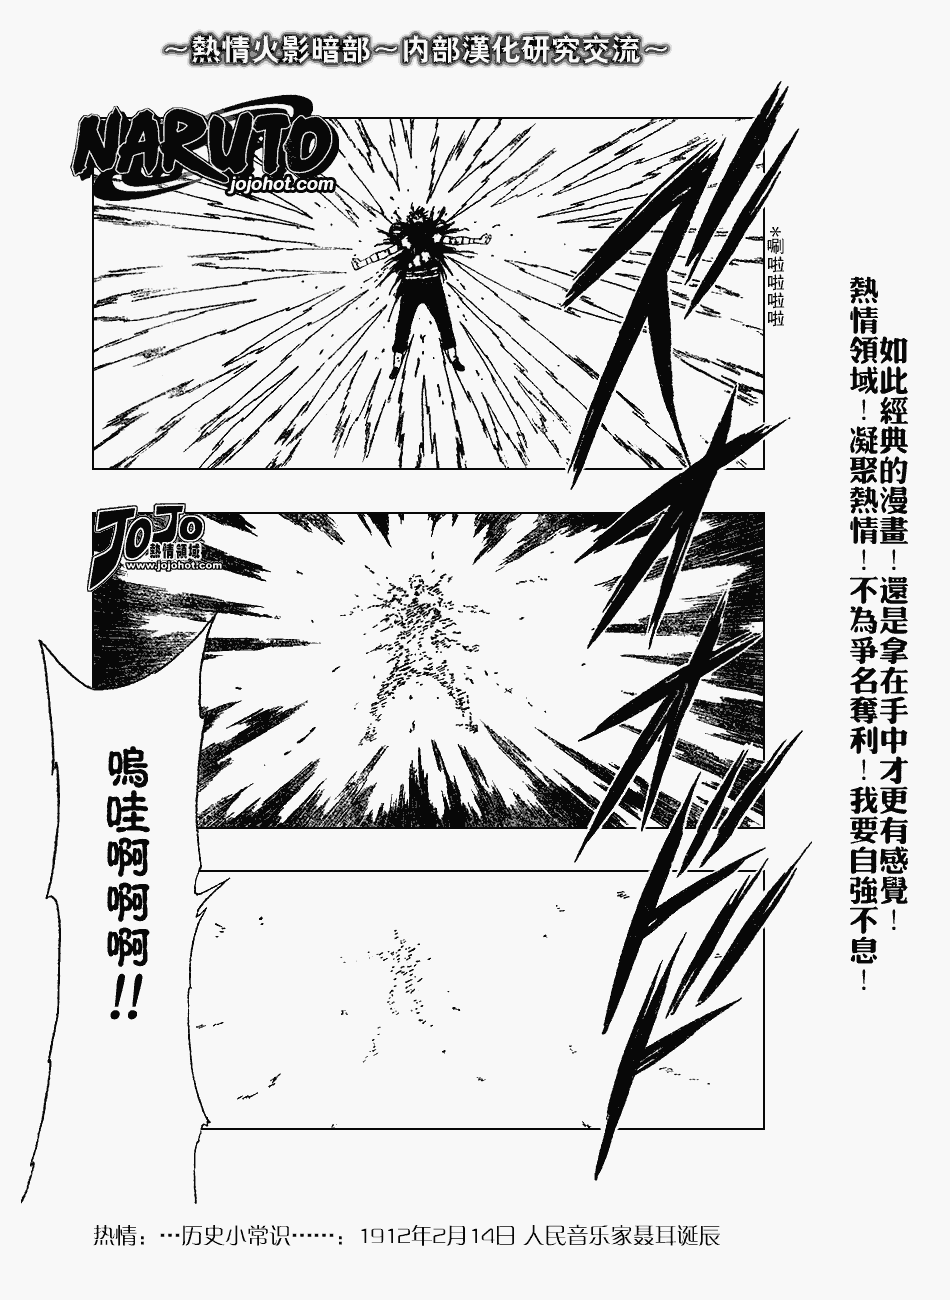 ～熱情火影暗部～内部漢化研究交流～
NARUTO
jojohot.com
*唰啦啦啦啦
如此經典的漫畫！還是拿在手中才更有感覺！
熱情領域！凝聚熱情！不為爭名奪利！我要自強不息！
JOJO
熱情領域
www.jojohot.com
嗚哇啊啊啊!!
热情：…历史小常识……：1912年2月14日 人民音乐家聂耳诞辰